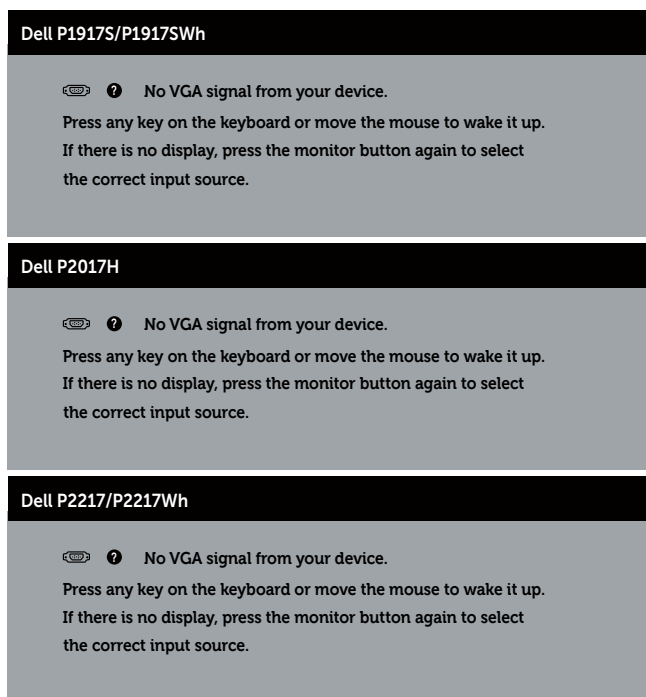 Dell P1917S/P1917SWh
? No VGA signal from your device.
Press any key on the keyboard or move the mouse to wake it up.
If there is no display, press the monitor button again to select
the correct input source.
Dell P2017H
? No VGA signal from your device.
Press any key on the keyboard or move the mouse to wake it up.
If there is no display, press the monitor button again to select
the correct input source.
Dell P2217/P2217Wh
? No VGA signal from your device.
Press any key on the keyboard or move the mouse to wake it up.
If there is no display, press the monitor button again to select
the correct input source.